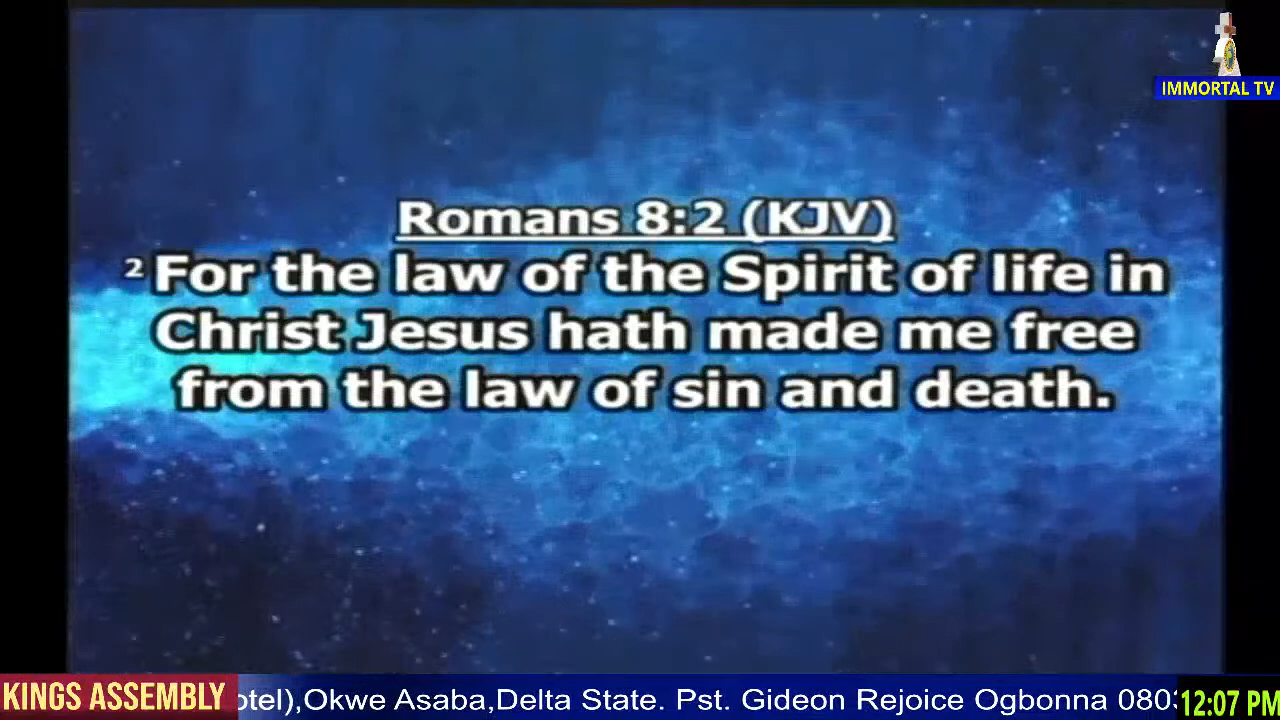 IMMORTAL TV
Romans 8:2 (KJV)
² For the law of the Spirit of life in
Christ Jesus hath made me free
from the law of sin and death.
KINGS ASSEMBLY
otel),Okwe Asaba,Delta State. Pst. Gideon Rejoice Ogbonna 080
12:07 PM